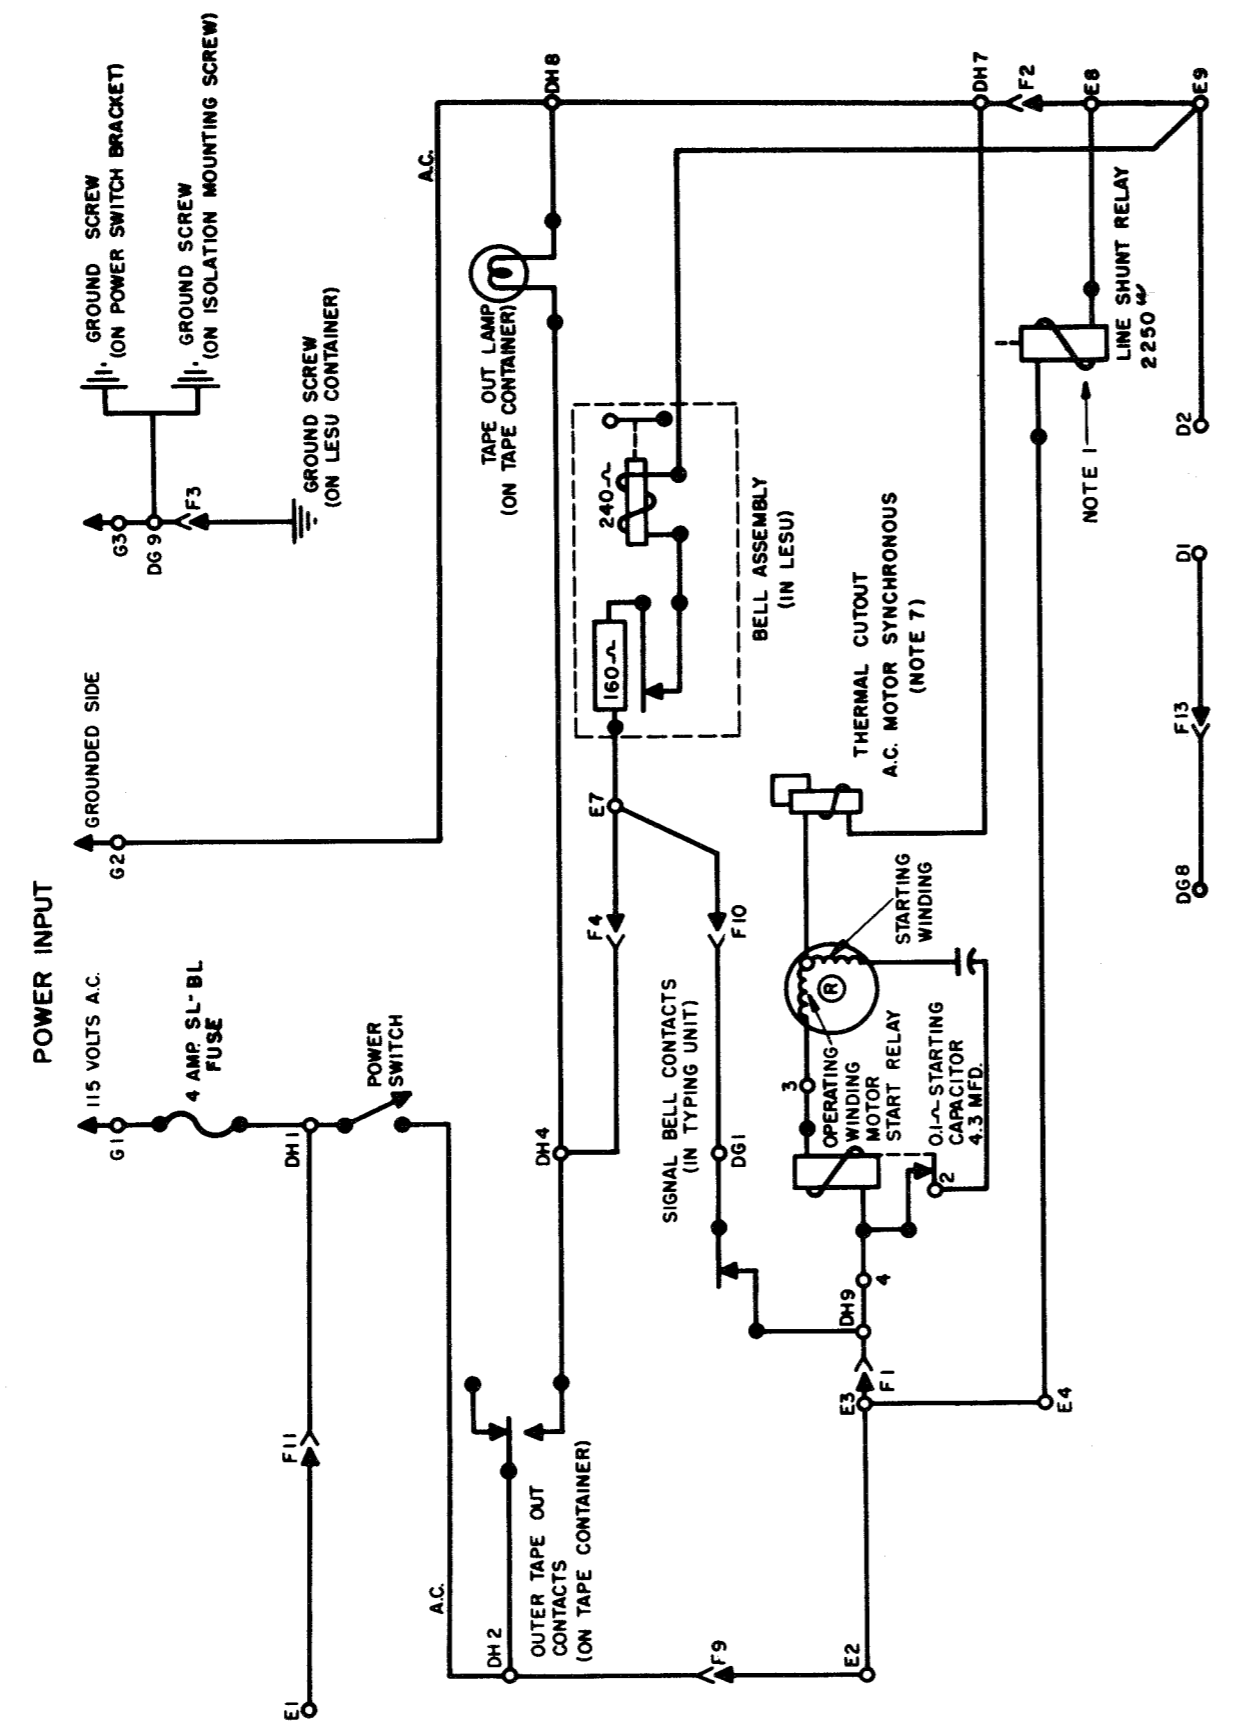 POWER INPUT
115 VOLTS A.C.
G1
4 AMP. SL-BL
FUSE
DH1
POWER
SWITCH
F11
E1
A.C.
GROUNDED SIDE
G2
A.C.
GROUND SCREW
(ON POWER SWITCH BRACKET)
GROUND SCREW
(ON ISOLATION MOUNTING SCREW)
G3
DG9
F3
GROUND SCREW
(ON LESU CONTAINER)
DH2
OUTER TAPE OUT
CONTACTS
(ON TAPE CONTAINER)
DH4
TAPE OUT LAMP
(ON TAPE CONTAINER)
DH8
F4
E7
160~
240~
BELL ASSEMBLY
(IN LESU)
SIGNAL BELL CONTACTS
(IN TYPING UNIT)
DG1
F10
F9
E2
E3
F1
DH9
4
OPERATING
WINDING
MOTOR
START RELAY
3
R
STARTING
WINDING
2
0.1~STARTING
CAPACITOR
4.3 MFD.
THERMAL CUTOUT
A.C. MOTOR SYNCHRONOUS
(NOTE 7)
DH7
F2
E8
E9
E4
NOTE 1
LINE SHUNT RELAY
2250 ~
DG8
F13
D1
D2